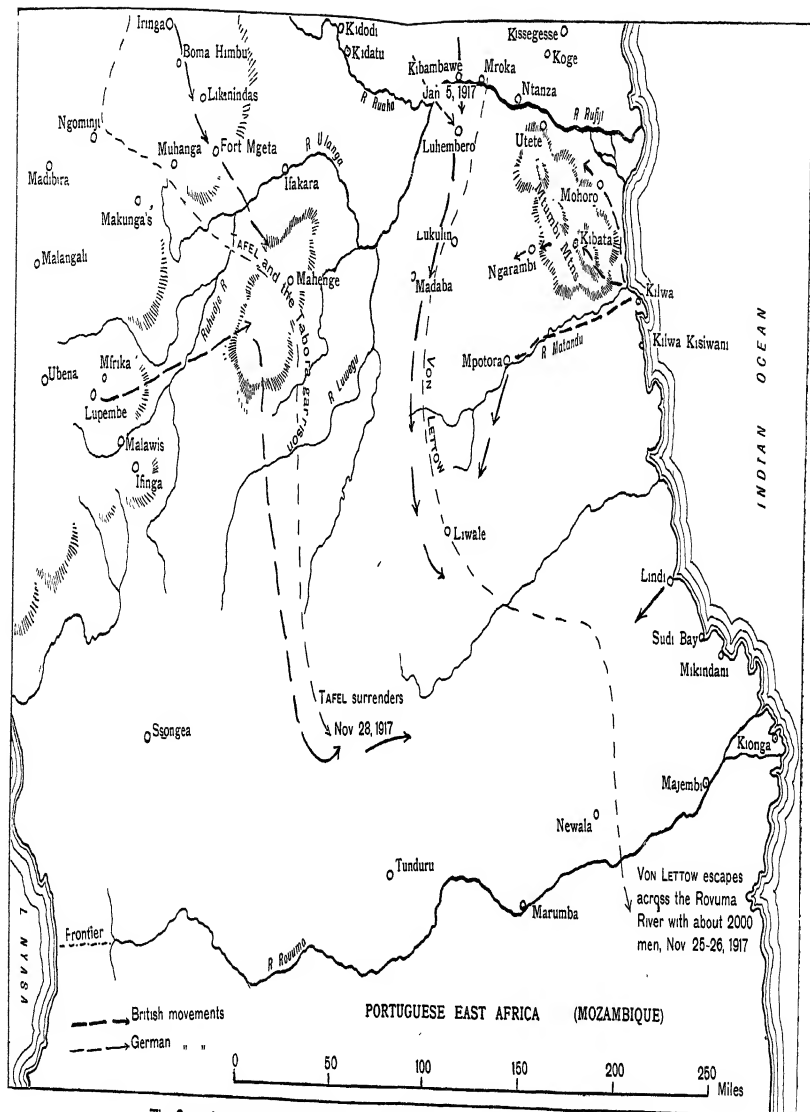 Iringa
Kidodi
Kidatu
Kissegesse
Koge
Boma Himbu
Likinindas
Kibambawe
Mroka
Jan 5, 1917
Ntanza
R Ruaha
R Rufiji
Ngominji
Muhanga
Fort Mgeta
R Ulanga
Luhembero
Utete
Madibira
Ifakara
Mohoro
Makunga's
Mtumbi Mtns
Kibata
Malangali
Lukulin
Ngarambi
TAFEL and the Tabora garrison
Mahenge
Madaba
Kilwa
Ruhudje R
Kilwa Kisiwani
R Matandu
Mpotora
Ubena
Mfrika
Lupembe
R Luwegu
VON LETTOW
INDIAN OCEAN
Malawis
Ifinga
Liwale
Lindi
Sudi Bay
Mikindani
TAFEL surrenders
Nov 28, 1917
Ssongea
Kionga
Majembi
Newala
Tunduru
VON LETTOW escapes
across the Rovuma
River with about 2000
men, Nov 25-26, 1917
Marumba
Frontier
R Rovuma
L NYASA
British movements
German " "
PORTUGUESE EAST AFRICA (MOZAMBIQUE)
0 50 100 150 200 250 Miles